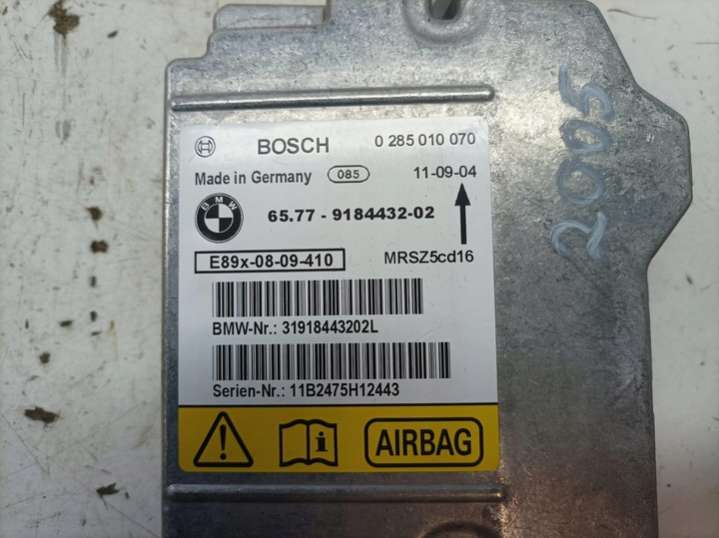 BOSCH 0 285 010 070
Made in Germany 085 11-09-04
BMW 65.77 - 9184432-02
E89x-08-09-410 MRSZ5cd16
BMW-Nr.: 31918443202L
Serien-Nr.: 11B2475H12443
AIRBAG
2005